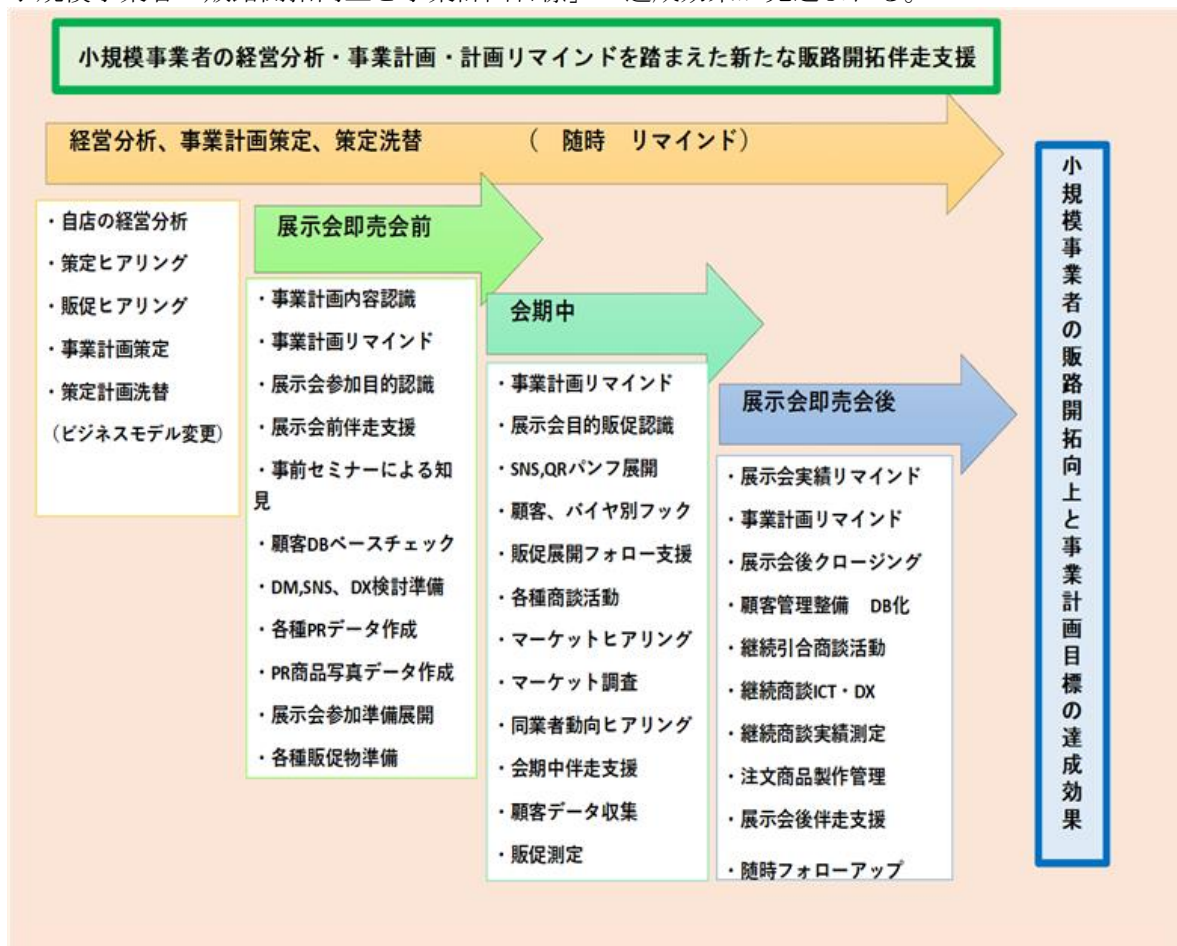 小規模事業者の経営分析・事業計画・計画リマインドを踏まえた新たな販路開拓伴走支援
経営分析、事業計画策定、策定洗替　　（　随時　リマインド）
・自店の経営分析
・策定ヒアリング
・販促ヒアリング
・事業計画策定
・策定計画洗替
（ビジネスモデル変更）
展示会即売会前
・事業計画内容認識
・事業計画リマインド
・展示会参加目的認識
・展示会前伴走支援
・事前セミナーによる知
見
・顧客DBベースチェック
・DM,SNS、DX検討準備
・各種PRデータ作成
・PR商品写真データ作成
・展示会参加準備展開
・各種販促物準備
会期中
・事業計画リマインド
・展示会目的販促認識
・SNS,QRパンフ展開
・顧客、バイヤ別フック
・販促展開フォロー支援
・各種商談活動
・マーケットヒアリング
・マーケット調査
・同業者動向ヒアリング
・会期中伴走支援
・顧客データ収集
・販促測定
展示会即売会後
・展示会実績リマインド
・事業計画リマインド
・展示会後クロージング
・顧客管理整備　DB化
・継続引合商談活動
・継続商談ICT・DX
・継続商談実績測定
・注文商品製作管理
・展示会後伴走支援
・随時フォローアップ
小規模事業者の販路開拓向上と事業計画目標の達成効果